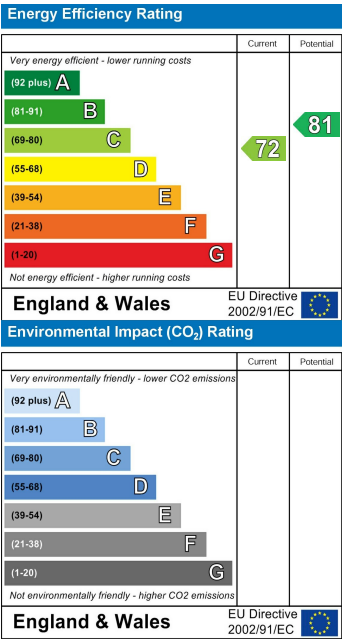 Energy Efficiency Rating
Current Potential
Very energy efficient - lower running costs
(92 plus) A
(81-91) B
81
(69-80) C
72
(55-68) D
(39-54) E
(21-38) F
(1-20) G
Not energy efficient - higher running costs
England & Wales
EU Directive
2002/91/EC
Environmental Impact (CO₂) Rating
Current Potential
Very environmentally friendly - lower CO2 emissions
(92 plus) A
(81-91) B
(69-80) C
(55-68) D
(39-54) E
(21-38) F
(1-20) G
Not environmentally friendly - higher CO2 emissions
England & Wales
EU Directive
2002/91/EC